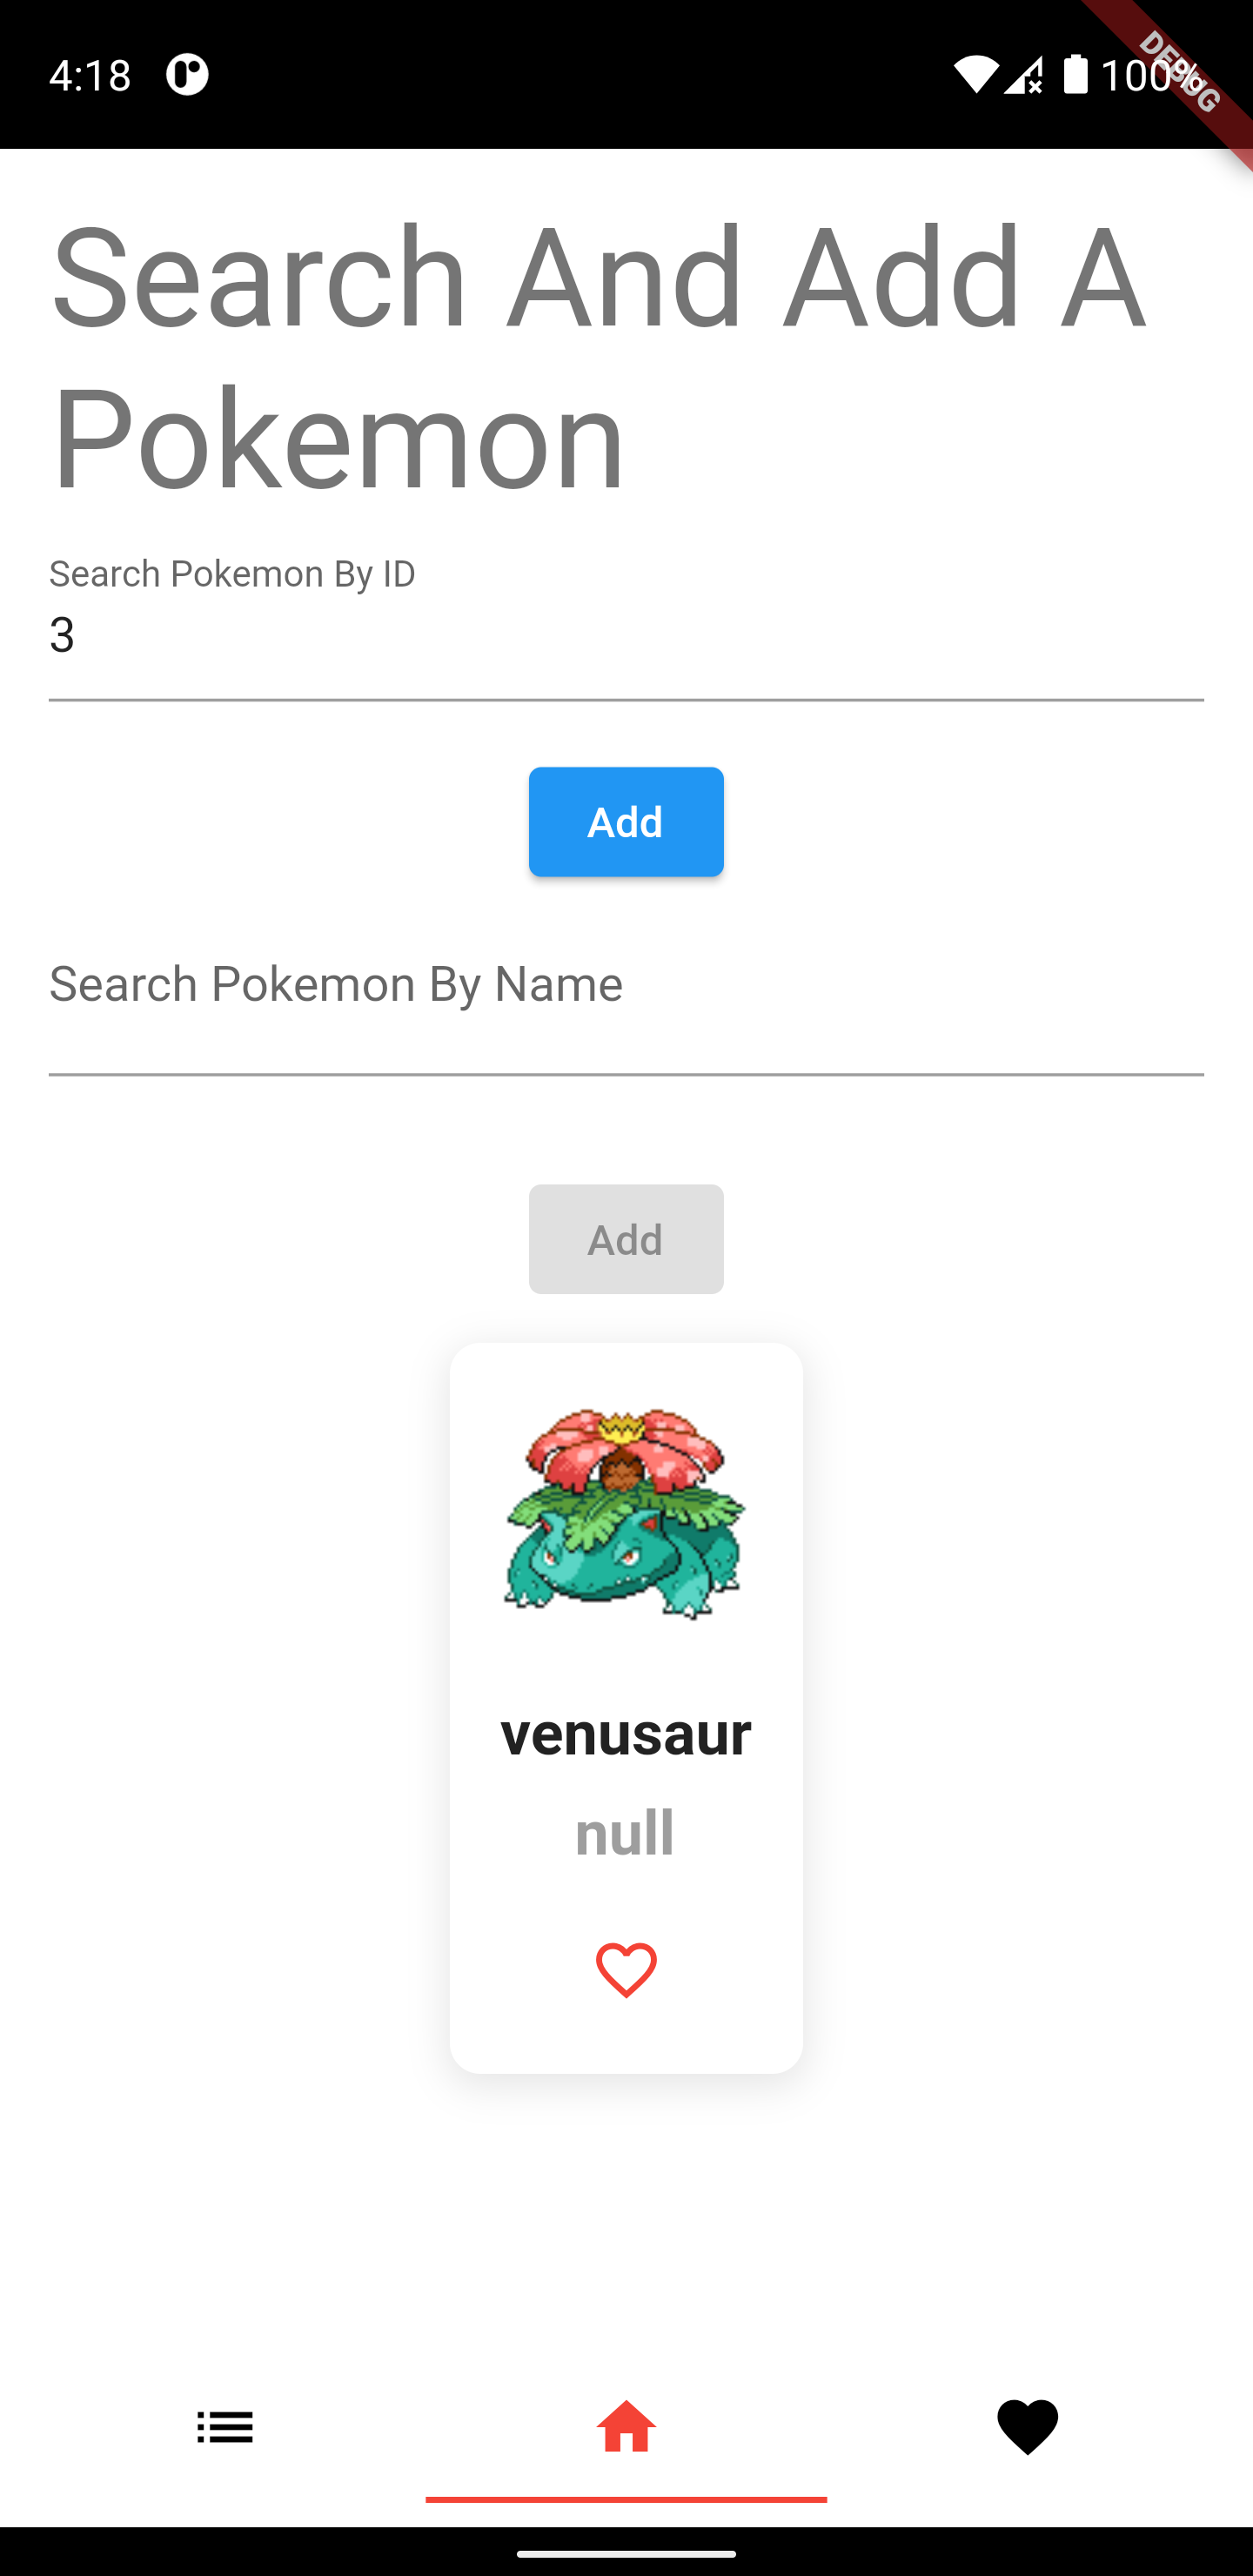 4:18 100%
DEBUG
Search And Add A
Pokemon
Search Pokemon By ID
3
Add
Search Pokemon By Name
Add
venusaur
null